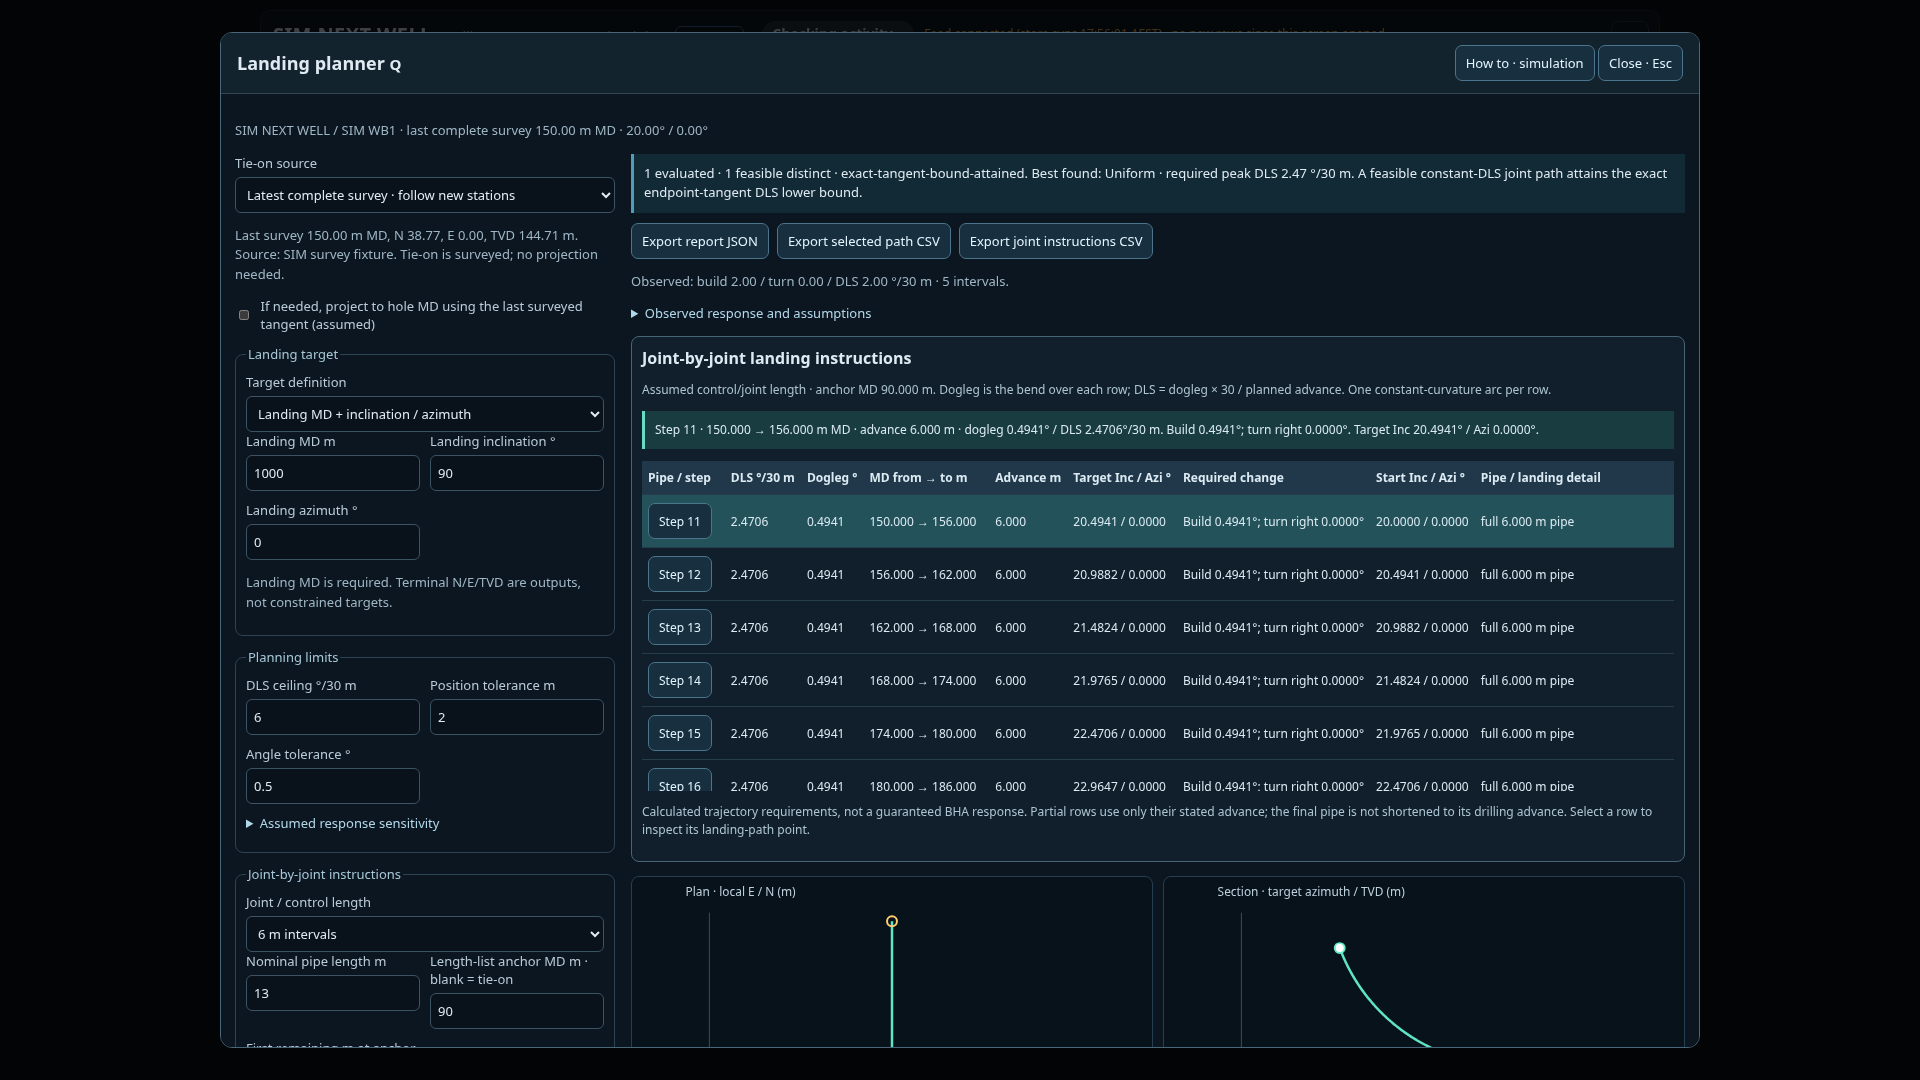 SIM NEXT WELL
Landing planner Q
How to · simulation
Close · Esc
SIM NEXT WELL / SIM WB1 · last complete survey 150.00 m MD · 20.00° / 0.00°
Tie-on source
Latest complete survey · follow new stations
Last survey 150.00 m MD, N 38.77, E 0.00, TVD 144.71 m.
Source: SIM survey fixture. Tie-on is surveyed; no projection
needed.
If needed, project to hole MD using the last surveyed
tangent (assumed)
Landing target
Target definition
Landing MD + inclination / azimuth
Landing MD m
Landing inclination °
1000
90
Landing azimuth °
0
Landing MD is required. Terminal N/E/TVD are outputs,
not constrained targets.
Planning limits
DLS ceiling °/30 m
Position tolerance m
6
2
Angle tolerance °
0.5
Assumed response sensitivity
Joint-by-joint instructions
Joint / control length
6 m intervals
Nominal pipe length m
Length-list anchor MD m ·
blank = tie-on
13
90
First remaining m at anchor
1 evaluated · 1 feasible distinct · exact-tangent-bound-attained. Best found: Uniform · required peak DLS 2.47 °/30 m. A feasible constant-DLS joint path attains the exact
endpoint-tangent DLS lower bound.
Export report JSON
Export selected path CSV
Export joint instructions CSV
Observed: build 2.00 / turn 0.00 / DLS 2.00 °/30 m · 5 intervals.
Observed response and assumptions
Joint-by-joint landing instructions
Assumed control/joint length · anchor MD 90.000 m. Dogleg is the bend over each row; DLS = dogleg × 30 / planned advance. One constant-curvature arc per row.
Step 11 · 150.000 → 156.000 m MD · advance 6.000 m · dogleg 0.4941° / DLS 2.4706°/30 m. Build 0.4941°; turn right 0.0000°. Target Inc 20.4941° / Azi 0.0000°.
Pipe / step DLS °/30 m Dogleg ° MD from → to m Advance m Target Inc / Azi ° Required change Start Inc / Azi ° Pipe / landing detail
Step 11 2.4706 0.4941 150.000 → 156.000 6.000 20.4941 / 0.0000 Build 0.4941°; turn right 0.0000° 20.0000 / 0.0000 full 6.000 m pipe
Step 12 2.4706 0.4941 156.000 → 162.000 6.000 20.9882 / 0.0000 Build 0.4941°; turn right 0.0000° 20.4941 / 0.0000 full 6.000 m pipe
Step 13 2.4706 0.4941 162.000 → 168.000 6.000 21.4824 / 0.0000 Build 0.4941°; turn right 0.0000° 20.9882 / 0.0000 full 6.000 m pipe
Step 14 2.4706 0.4941 168.000 → 174.000 6.000 21.9765 / 0.0000 Build 0.4941°; turn right 0.0000° 21.4824 / 0.0000 full 6.000 m pipe
Step 15 2.4706 0.4941 174.000 → 180.000 6.000 22.4706 / 0.0000 Build 0.4941°; turn right 0.0000° 21.9765 / 0.0000 full 6.000 m pipe
Step 16 2.4706 0.4941 180.000 → 186.000 6.000 22.9647 / 0.0000 Build 0.4941°; turn right 0.0000° 22.4706 / 0.0000 full 6.000 m pipe
Calculated trajectory requirements, not a guaranteed BHA response. Partial rows use only their stated advance; the final pipe is not shortened to its drilling advance. Select a row to
inspect its landing-path point.
Plan · local E / N (m)
Section · target azimuth / TVD (m)